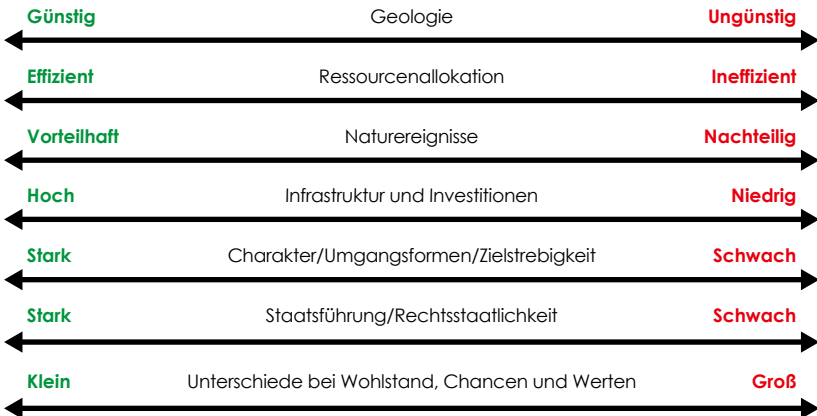 Günstig Geologie Ungünstig
Effizient Ressourcenallokation Ineffizient
Vorteilhaft Naturereignisse Nachteilig
Hoch Infrastruktur und Investitionen Niedrig
Stark Charakter/Umgangsformen/Zielstrebigkeit Schwach
Stark Staatsführung/Rechtsstaatlichkeit Schwach
Klein Unterschiede bei Wohlstand, Chancen und Werten Groß